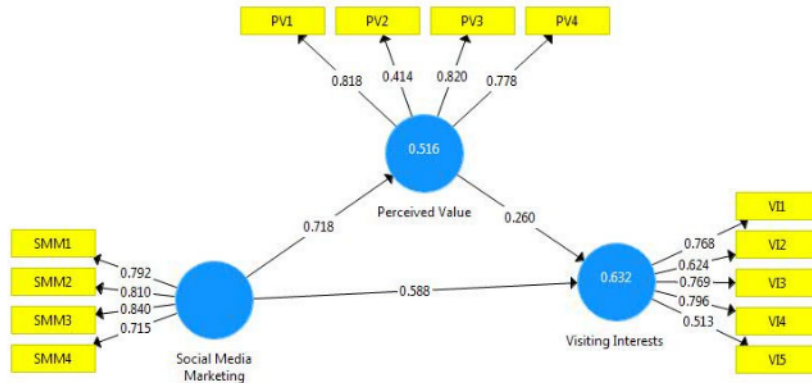 PV1 PV2 PV3 PV4
0.818 0.414 0.820 0.778
0.516
Perceived Value
0.718 0.260
SMM1
SMM2
SMM3
SMM4
0.792
0.810
0.840
0.715
Social Media
Marketing
0.588
0.632
Visiting Interests
0.768
0.624
0.769
0.796
0.513
VI1
VI2
VI3
VI4
VI5